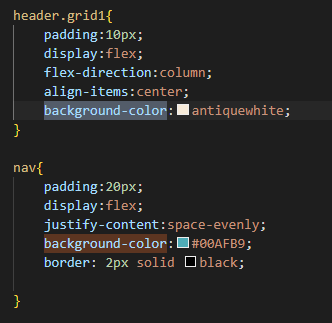 header.grid1{
padding:10px;
display:flex;
flex-direction:column;
align-items:center;
background-color:antiquewhite;
}
nav{
padding:20px;
display:flex;
justify-content:space-evenly;
background-color:#00AFB9;
border: 2px solid black;
}